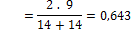 = 2 . 9 / 14 + 14 = 0,643